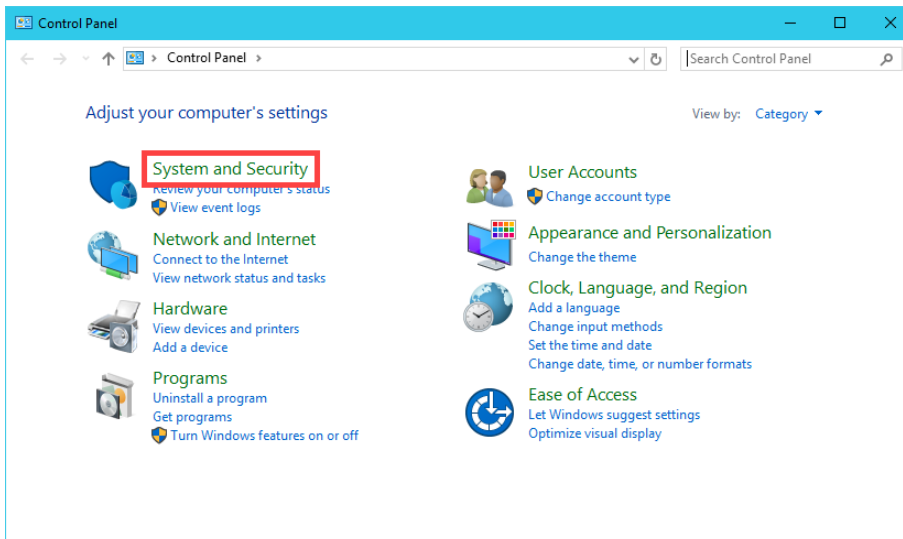 Control Panel
Control Panel
Search Control Panel
Adjust your computer's settings
View by: Category
System and Security
Review your computer's status
View event logs
Network and Internet
Connect to the Internet
View network status and tasks
Hardware
View devices and printers
Add a device
Programs
Uninstall a program
Get programs
Turn Windows features on or off
User Accounts
Change account type
Appearance and Personalization
Change the theme
Clock, Language, and Region
Add a language
Change input methods
Set the time and date
Change date, time, or number formats
Ease of Access
Let Windows suggest settings
Optimize visual display